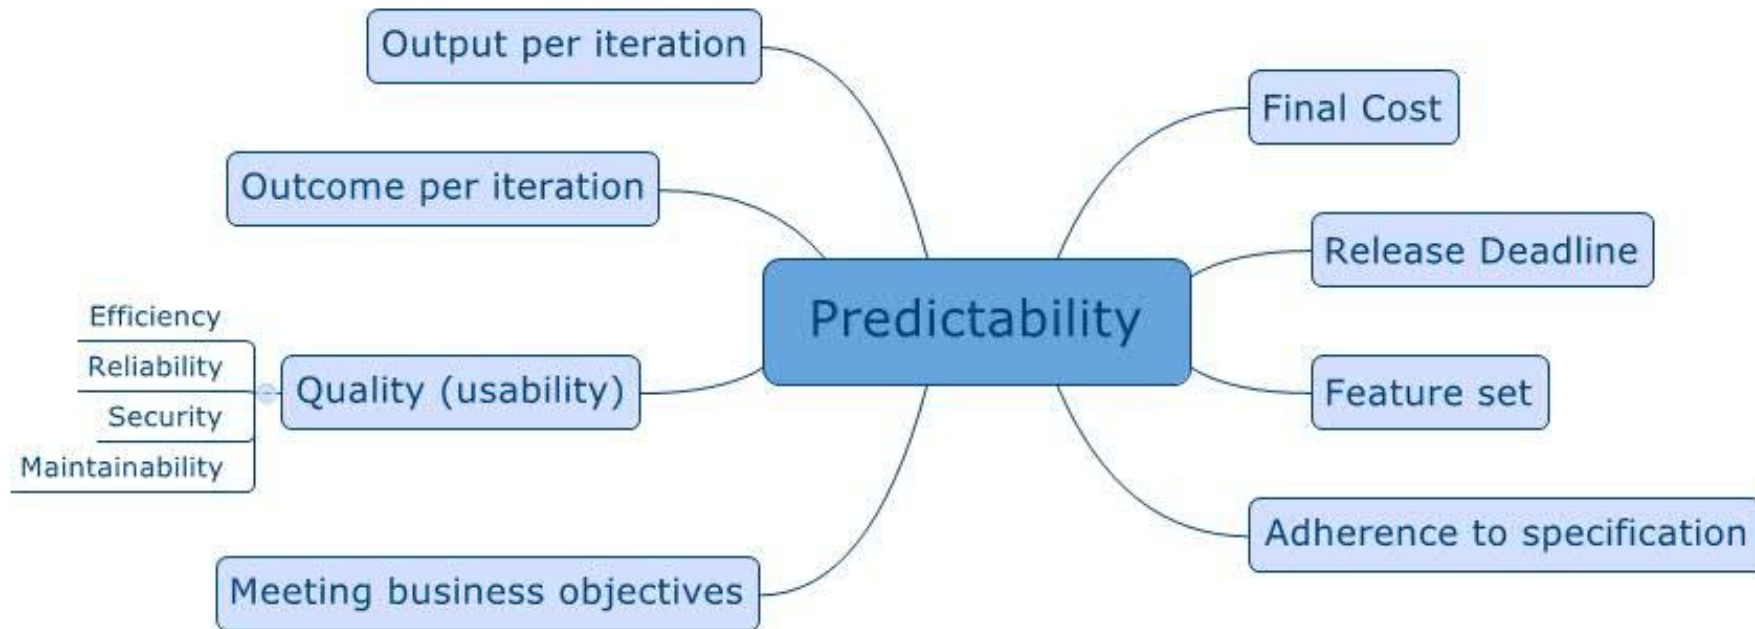 Output per iteration
Final Cost
Outcome per iteration
Release Deadline
Predictability
Efficiency
Reliability
Security
Maintainability
Quality (usability)
Feature set
Adherence to specification
Meeting business objectives